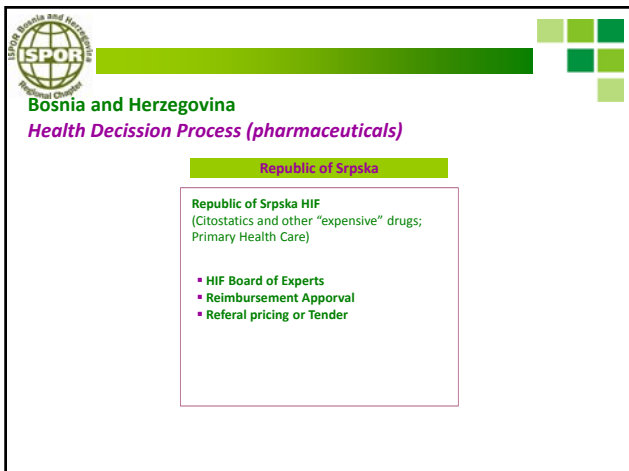 ISPOR Bosnia and Herzegovina
ISPOR
Regional Chapter
Bosnia and Herzegovina
Health Decission Process (pharmaceuticals)
Republic of Srpska
Republic of Srpska HIF
(Citostatics and other “expensive” drugs;
Primary Health Care)
▪ HIF Board of Experts
▪ Reimbursement Apporval
▪ Referal pricing or Tender